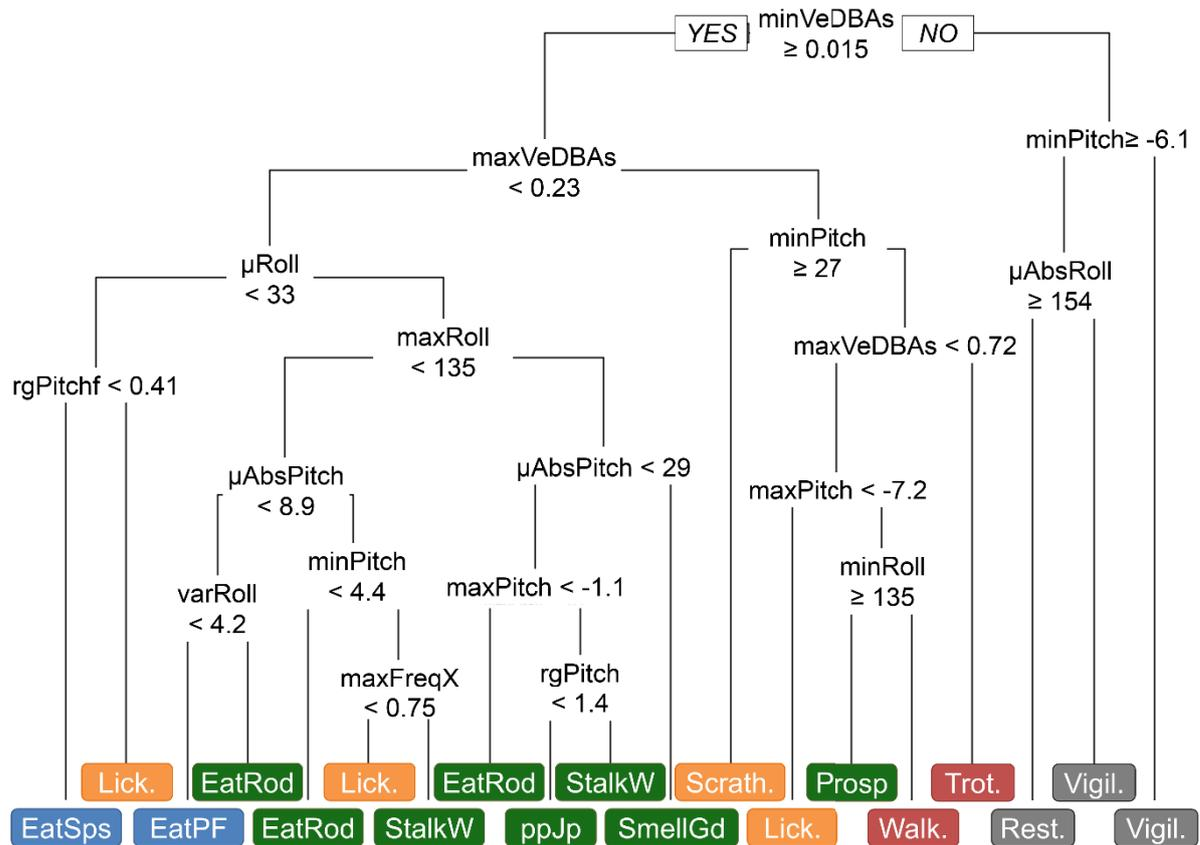 minVeDBAs
YES
NO
≥ 0.015
minPitch≥ -6.1
maxVeDBAs
< 0.23
minPitch
≥ 27
µRoll
< 33
µAbsRoll
≥ 154
maxRoll
< 135
maxVeDBAs < 0.72
rgPitchf < 0.41
µAbsPitch
< 8.9
µAbsPitch < 29
maxPitch < -7.2
minPitch
< 4.4
minRoll
≥ 135
varRoll
< 4.2
maxPitch < -1.1
maxFreqX
< 0.75
rgPitch
< 1.4
Lick.
EatRod
Lick.
EatRod
StalkW
Scrath.
Prosp
Trot.
Vigil.
EatSps
EatPF
EatRod
StalkW
ppJp
SmellGd
Lick.
Walk.
Rest.
Vigil.